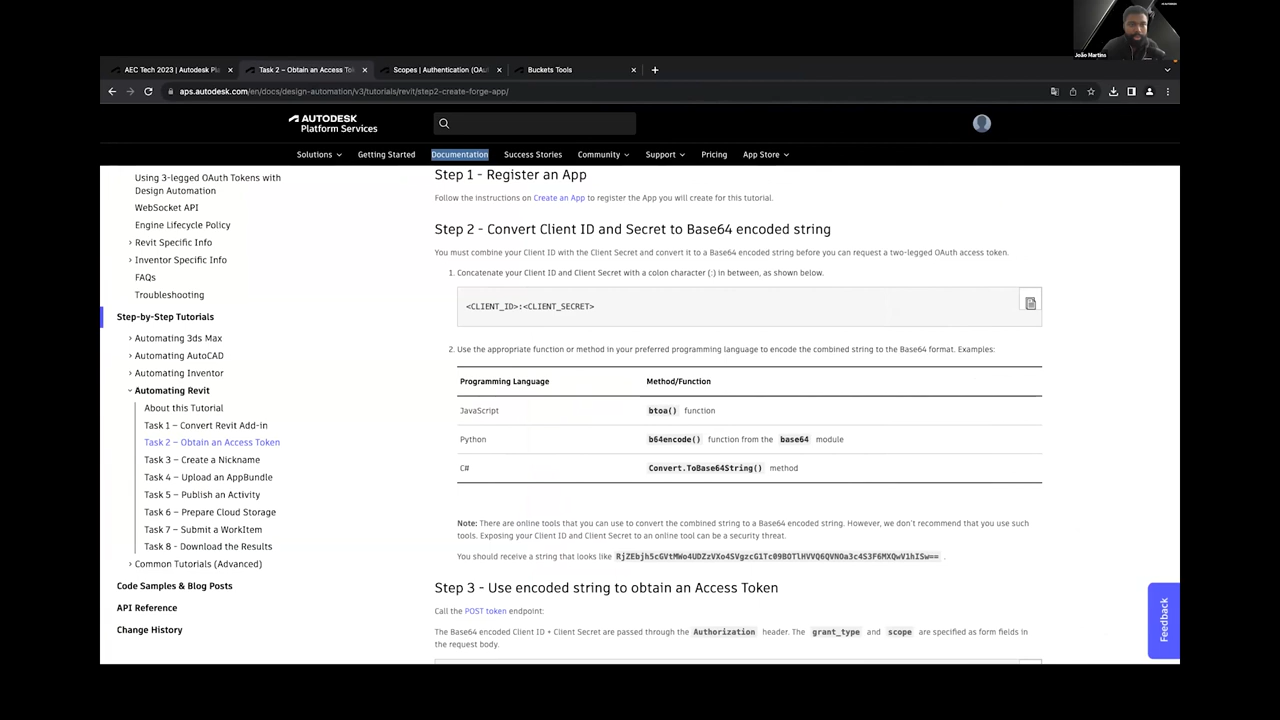 AUTODESK
João Martins
AEC Tech 2023 | Autodesk Pl
Task 2 – Obtain an Access To
Scopes | Authentication (OAu
Buckets Tools
aps.autodesk.com/en/docs/design-automation/v3/tutorials/revit/step2-create-forge-app/
AUTODESK
Platform Services
Solutions
Getting Started
Documentation
Success Stories
Community
Support
Pricing
App Store
Using 3-legged OAuth Tokens with
Design Automation
WebSocket API
Engine Lifecycle Policy
Revit Specific Info
Inventor Specific Info
FAQs
Troubleshooting
Step-by-Step Tutorials
Automating 3ds Max
Automating AutoCAD
Automating Inventor
Automating Revit
About this Tutorial
Task 1 – Convert Revit Add-in
Task 2 – Obtain an Access Token
Task 3 – Create a Nickname
Task 4 – Upload an AppBundle
Task 5 – Publish an Activity
Task 6 – Prepare Cloud Storage
Task 7 – Submit a WorkItem
Task 8 - Download the Results
Common Tutorials (Advanced)
Code Samples & Blog Posts
API Reference
Change History
Step 1 - Register an App
Follow the instructions on Create an App to register the App you will create for this tutorial.
Step 2 - Convert Client ID and Secret to Base64 encoded string
You must combine your Client ID with the Client Secret and convert it to a Base64 encoded string before you can request a two-legged OAuth access token.
1. Concatenate your Client ID and Client Secret with a colon character (:) in between, as shown below.
<CLIENT_ID>:<CLIENT_SECRET>
2. Use the appropriate function or method in your preferred programming language to encode the combined string to the Base64 format. Examples:
Programming Language Method/Function
JavaScript btoa() function
Python b64encode() function from the base64 module
C# Convert.ToBase64String() method
Note: There are online tools that you can use to convert the combined string to a Base64 encoded string. However, we don't recommend that you use such
tools. Exposing your Client ID and Client Secret to an online tool can be a security threat.
You should receive a string that looks like RjZEbjh5cGVtMWo4UDZzVXo4SVgzcG1Tc09BOTlHVVQ6QVNOa3c4S3F6MXQwV1hISw== .
Step 3 - Use encoded string to obtain an Access Token
Call the POST token endpoint:
The Base64 encoded Client ID + Client Secret are passed through the Authorization header. The grant_type and scope are specified as form fields in
the request body.
Feedback